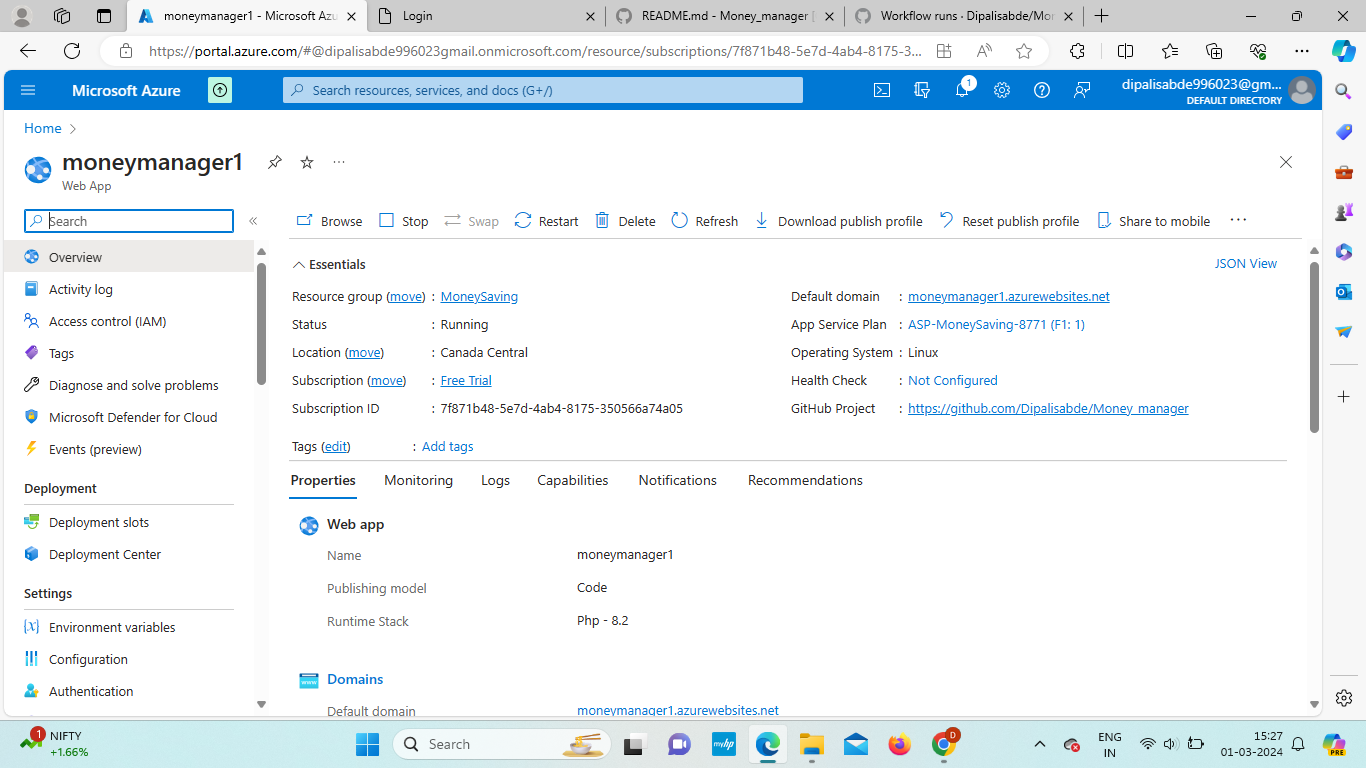 moneymanager1 - Microsoft Azu
Login
README.md - Money_manager [
Workflow runs · Dipalisabde/Mon
https://portal.azure.com/#@dipalisabde996023gmail.onmicrosoft.com/resource/subscriptions/7f871b48-5e7d-4ab4-8175-3...
Microsoft Azure
Search resources, services, and docs (G+/)
1
dipalisabde996023@gm...
DEFAULT DIRECTORY
Home
moneymanager1
Web App
Search
Browse
Stop
Swap
Restart
Delete
Refresh
Download publish profile
Reset publish profile
Share to mobile
Overview
Activity log
Access control (IAM)
Tags
Diagnose and solve problems
Microsoft Defender for Cloud
Events (preview)
Deployment
Deployment slots
Deployment Center
Settings
Environment variables
Configuration
Authentication
Essentials
JSON View
Resource group (move) : MoneySaving
Status : Running
Location (move) : Canada Central
Subscription (move) : Free Trial
Subscription ID : 7f871b48-5e7d-4ab4-8175-350566a74a05
Default domain : moneymanager1.azurewebsites.net
App Service Plan : ASP-MoneySaving-8771 (F1: 1)
Operating System : Linux
Health Check : Not Configured
GitHub Project : https://github.com/Dipalisabde/Money_manager
Tags (edit) : Add tags
Properties
Monitoring
Logs
Capabilities
Notifications
Recommendations
Web app
Name moneymanager1
Publishing model Code
Runtime Stack Php - 8.2
Domains
Default domain moneymanager1.azurewebsites.net
1
NIFTY
+1.66%
Search
myhp
D
ENG
IN
15:27
01-03-2024
PRE